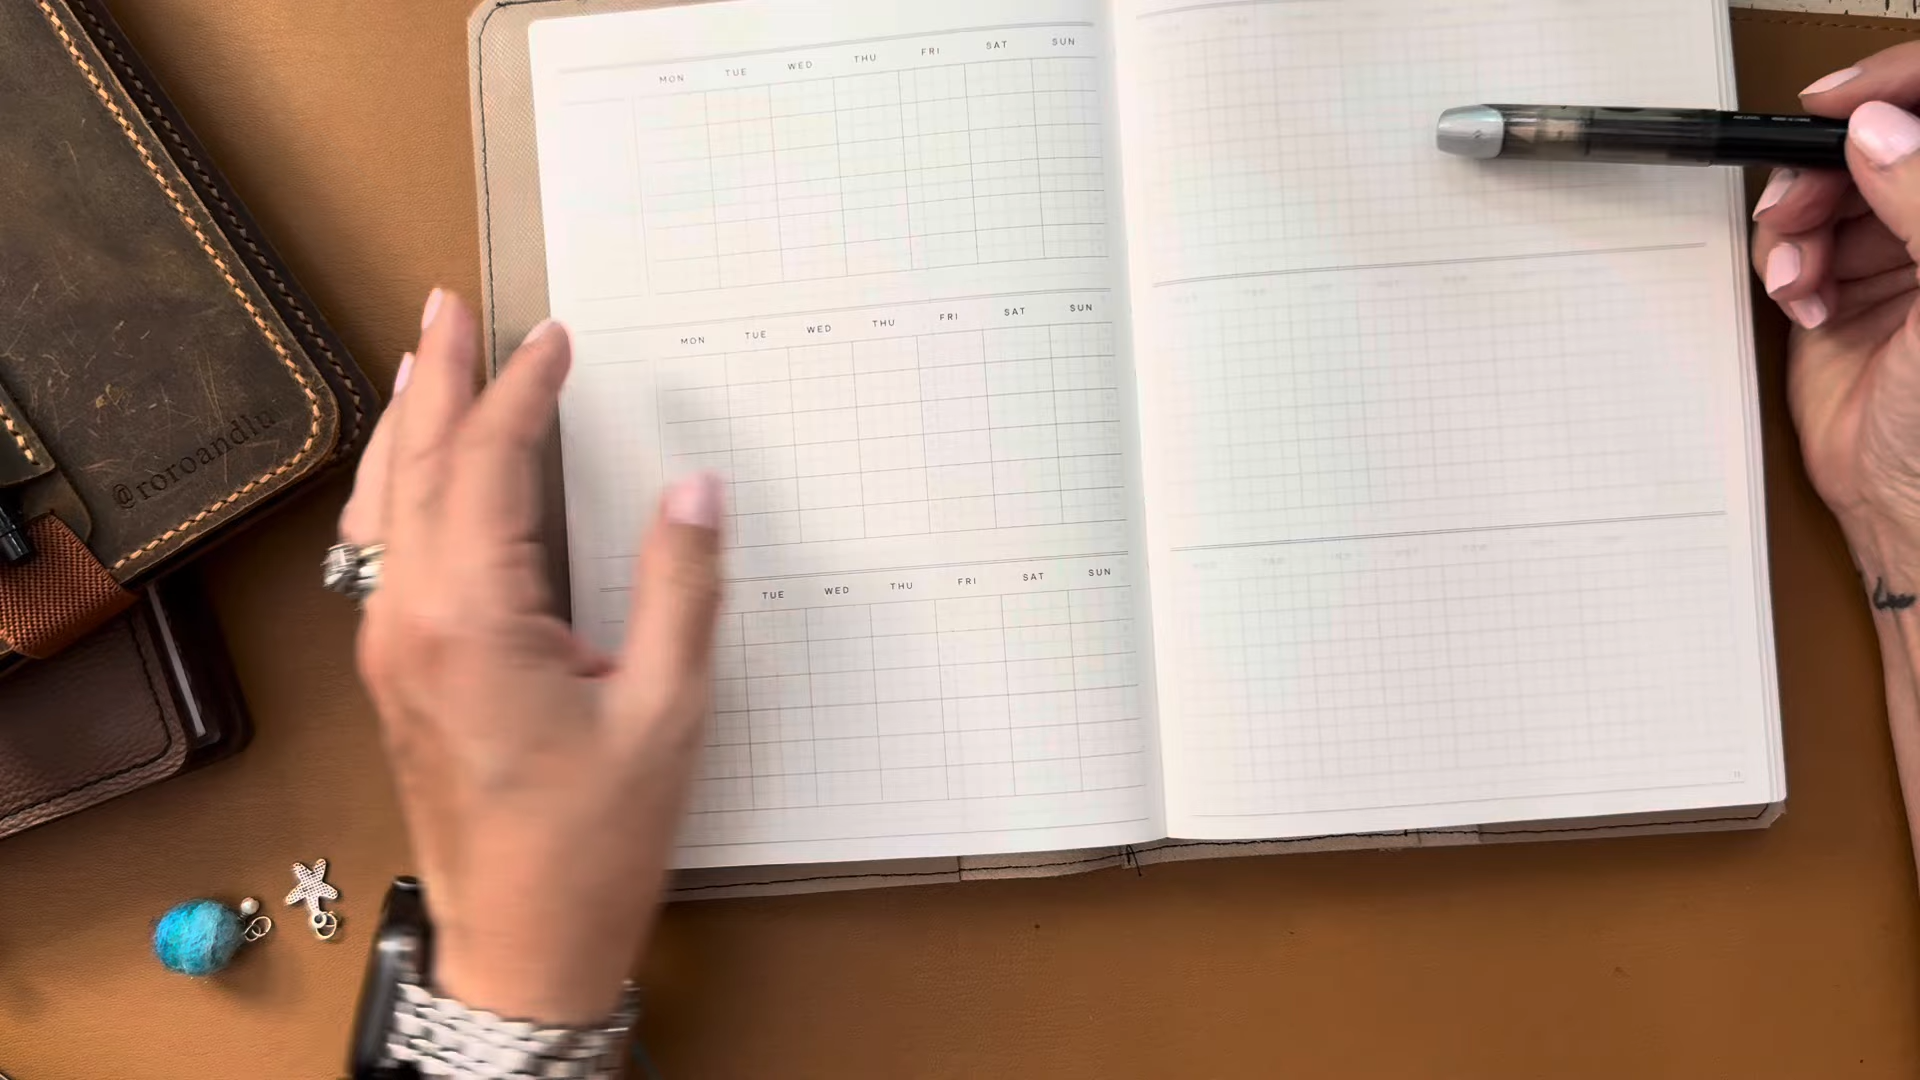 MON TUE WED THU FRI SAT SUN
MON TUE WED THU FRI SAT SUN
TUE WED THU FRI SAT SUN
@roroandlu